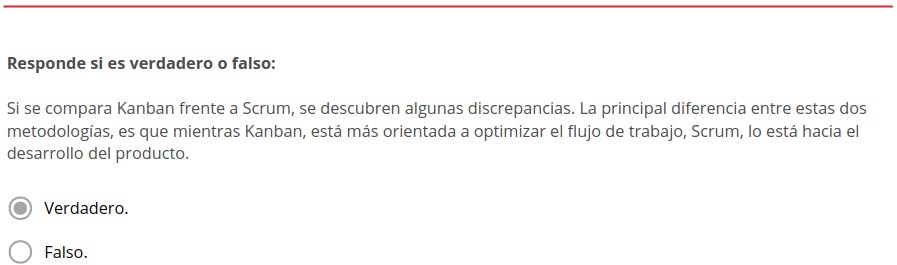 Responde si es verdadero o falso:
Si se compara Kanban frente a Scrum, se descubren algunas discrepancias. La principal diferencia entre estas dos
metodologías, es que mientras Kanban, está más orientada a optimizar el flujo de trabajo, Scrum, lo está hacia el
desarrollo del producto.
Verdadero.
Falso.